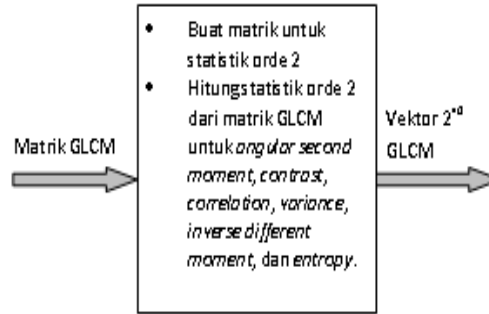 Matrik GLCM
• Buat matrik untuk
statistik orde 2
• Hitung statistik orde 2
dari matrik GLCM
untuk angular second
moment, contrast,
correlation, variance,
inverse different
moment, dan entropy.
Vektor 2nd
GLCM